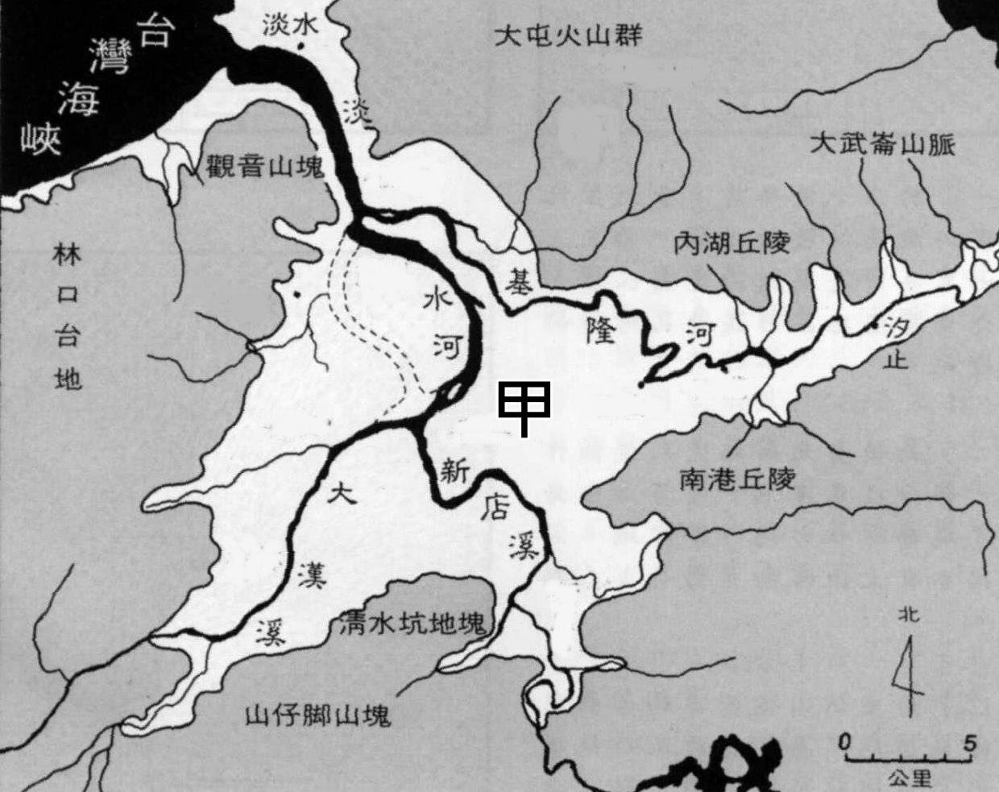 台灣海峽
淡水
大屯火山群
淡水河
大武崙山脈
觀音山塊
內湖丘陵
林口台地
基隆河
汐止
甲
新店溪
南港丘陵
大漢溪
清水坑地塊
山仔脚山塊
北
0 5
公里